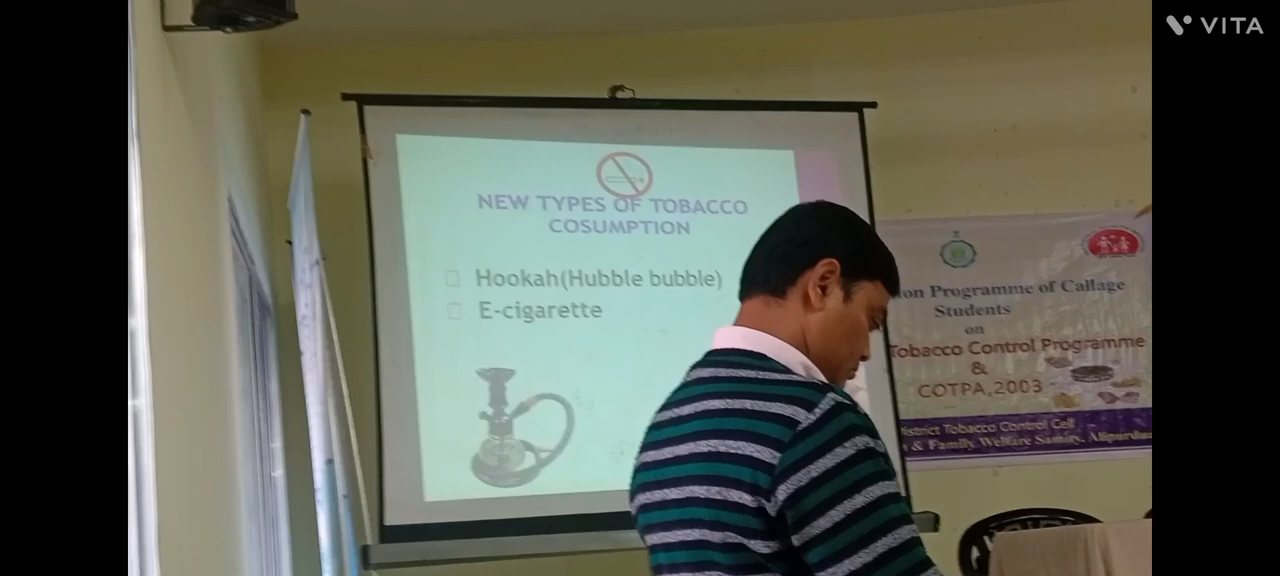 VITA
NEW TYPES OF TOBACCO
COSUMPTION
Hookah(Hubble bubble)
E-cigarette
Programme of Callage
Students
on
Tobacco Control Programme
&
COTPA,2003
District Tobacco Control Cell
& Family Welfare Samity,